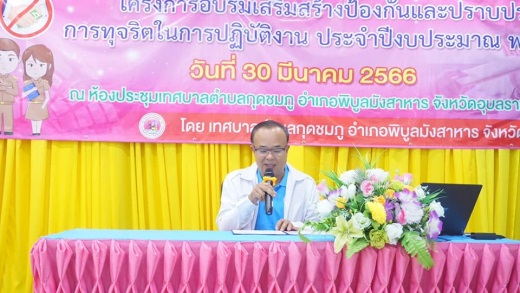 โครงการอบรมเสริมสร้างป้องกันและปราบปร
การทุจริตในการปฏิบัติงาน ประจำปีงบประมาณ พ
วันที่ 30 มีนาคม 2566
ณ ห้องประชุมเทศบาลตำบลกุดชมภู อำเภอพิบูลมังสาหาร จังหวัดอุบลรา
โดย เทศบาล บลกุดชมภู อำเภอพิบูลมังสาหาร จังหวัด